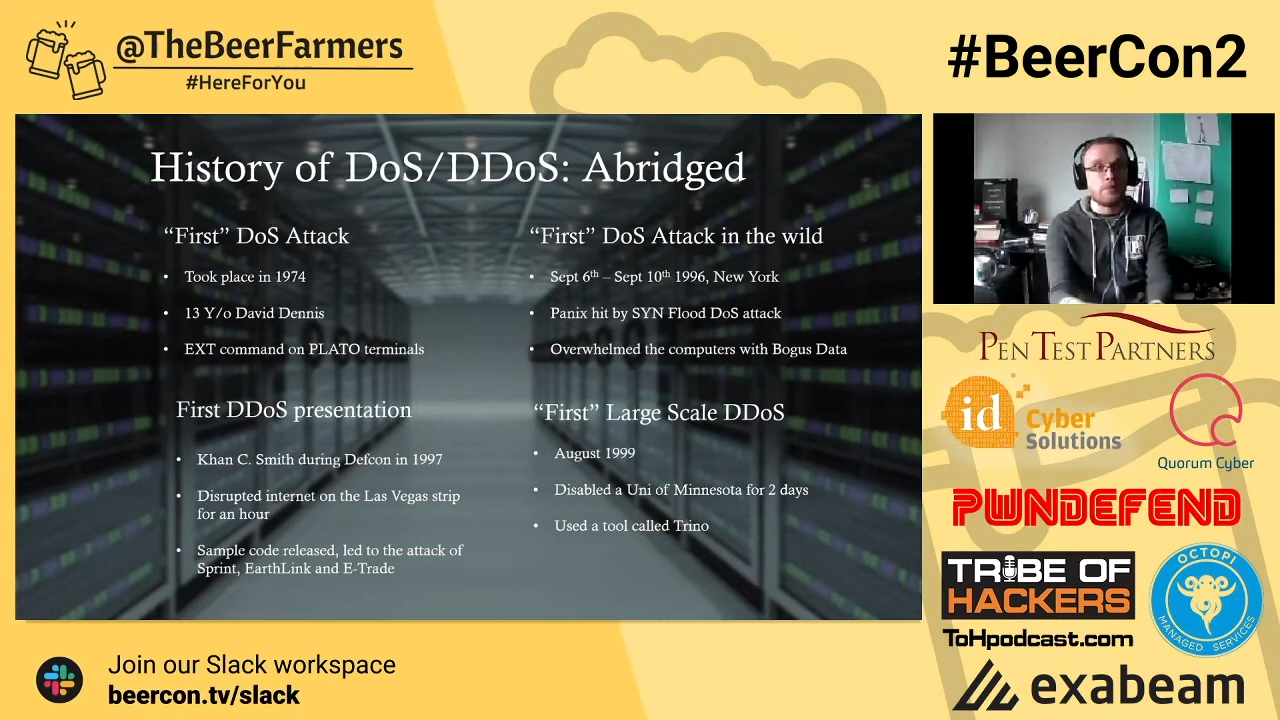 @TheBeerFarmers
#HereForYou
#BeerCon2
History of DoS/DDoS: Abridged
“First” DoS Attack
• Took place in 1974
• 13 Y/o David Dennis
• EXT command on PLATO terminals
“First” DoS Attack in the wild
• Sept 6th – Sept 10th 1996, New York
• Panix hit by SYN Flood DoS attack
• Overwhelmed the computers with Bogus Data
First DDoS presentation
• Khan C. Smith during Defcon in 1997
• Disrupted internet on the Las Vegas strip
for an hour
• Sample code released, led to the attack of
Sprint, EarthLink and E-Trade
“First” Large Scale DDoS
• August 1999
• Disabled a Uni of Minnesota for 2 days
• Used a tool called Trino
PEN TEST PARTNERS
id Cyber
Solutions
Quorum Cyber
PWNDEFEND
TRIBE OF
HACKERS
ToHpodcast.com
OCTOPI
MANAGED SERVICES
exabeam
Join our Slack workspace
beercon.tv/slack